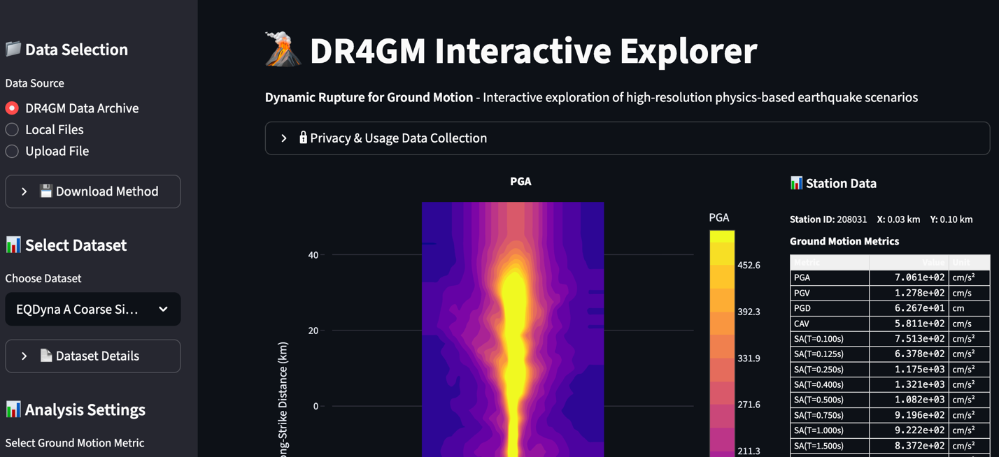 Data Selection
Data Source
DR4GM Data Archive
Local Files
Upload File
Download Method
Select Dataset
Choose Dataset
EQDyna A Coarse Si...
Dataset Details
Analysis Settings
Select Ground Motion Metric
DR4GM Interactive Explorer
Dynamic Rupture for Ground Motion - Interactive exploration of high-resolution physics-based earthquake scenarios
Privacy & Usage Data Collection
PGA
40
20
0
ong-Strike Distance (km)
PGA
452.6
392.3
331.9
271.6
211.3
Station Data
Station ID: 208031 X: 0.03 km Y: 0.10 km
Ground Motion Metrics
Metric Value Unit
PGA 7.061e+02 cm/s²
PGV 1.278e+02 cm/s
PGD 6.267e+01 cm
CAV 5.811e+02 cm/s
SA(T=0.100s) 7.513e+02 cm/s²
SA(T=0.125s) 6.378e+02 cm/s²
SA(T=0.250s) 1.175e+03 cm/s²
SA(T=0.400s) 1.321e+03 cm/s²
SA(T=0.500s) 1.082e+03 cm/s²
SA(T=0.750s) 9.196e+02 cm/s²
SA(T=1.000s) 9.222e+02 cm/s²
SA(T=1.500s) 8.372e+02 cm/s²